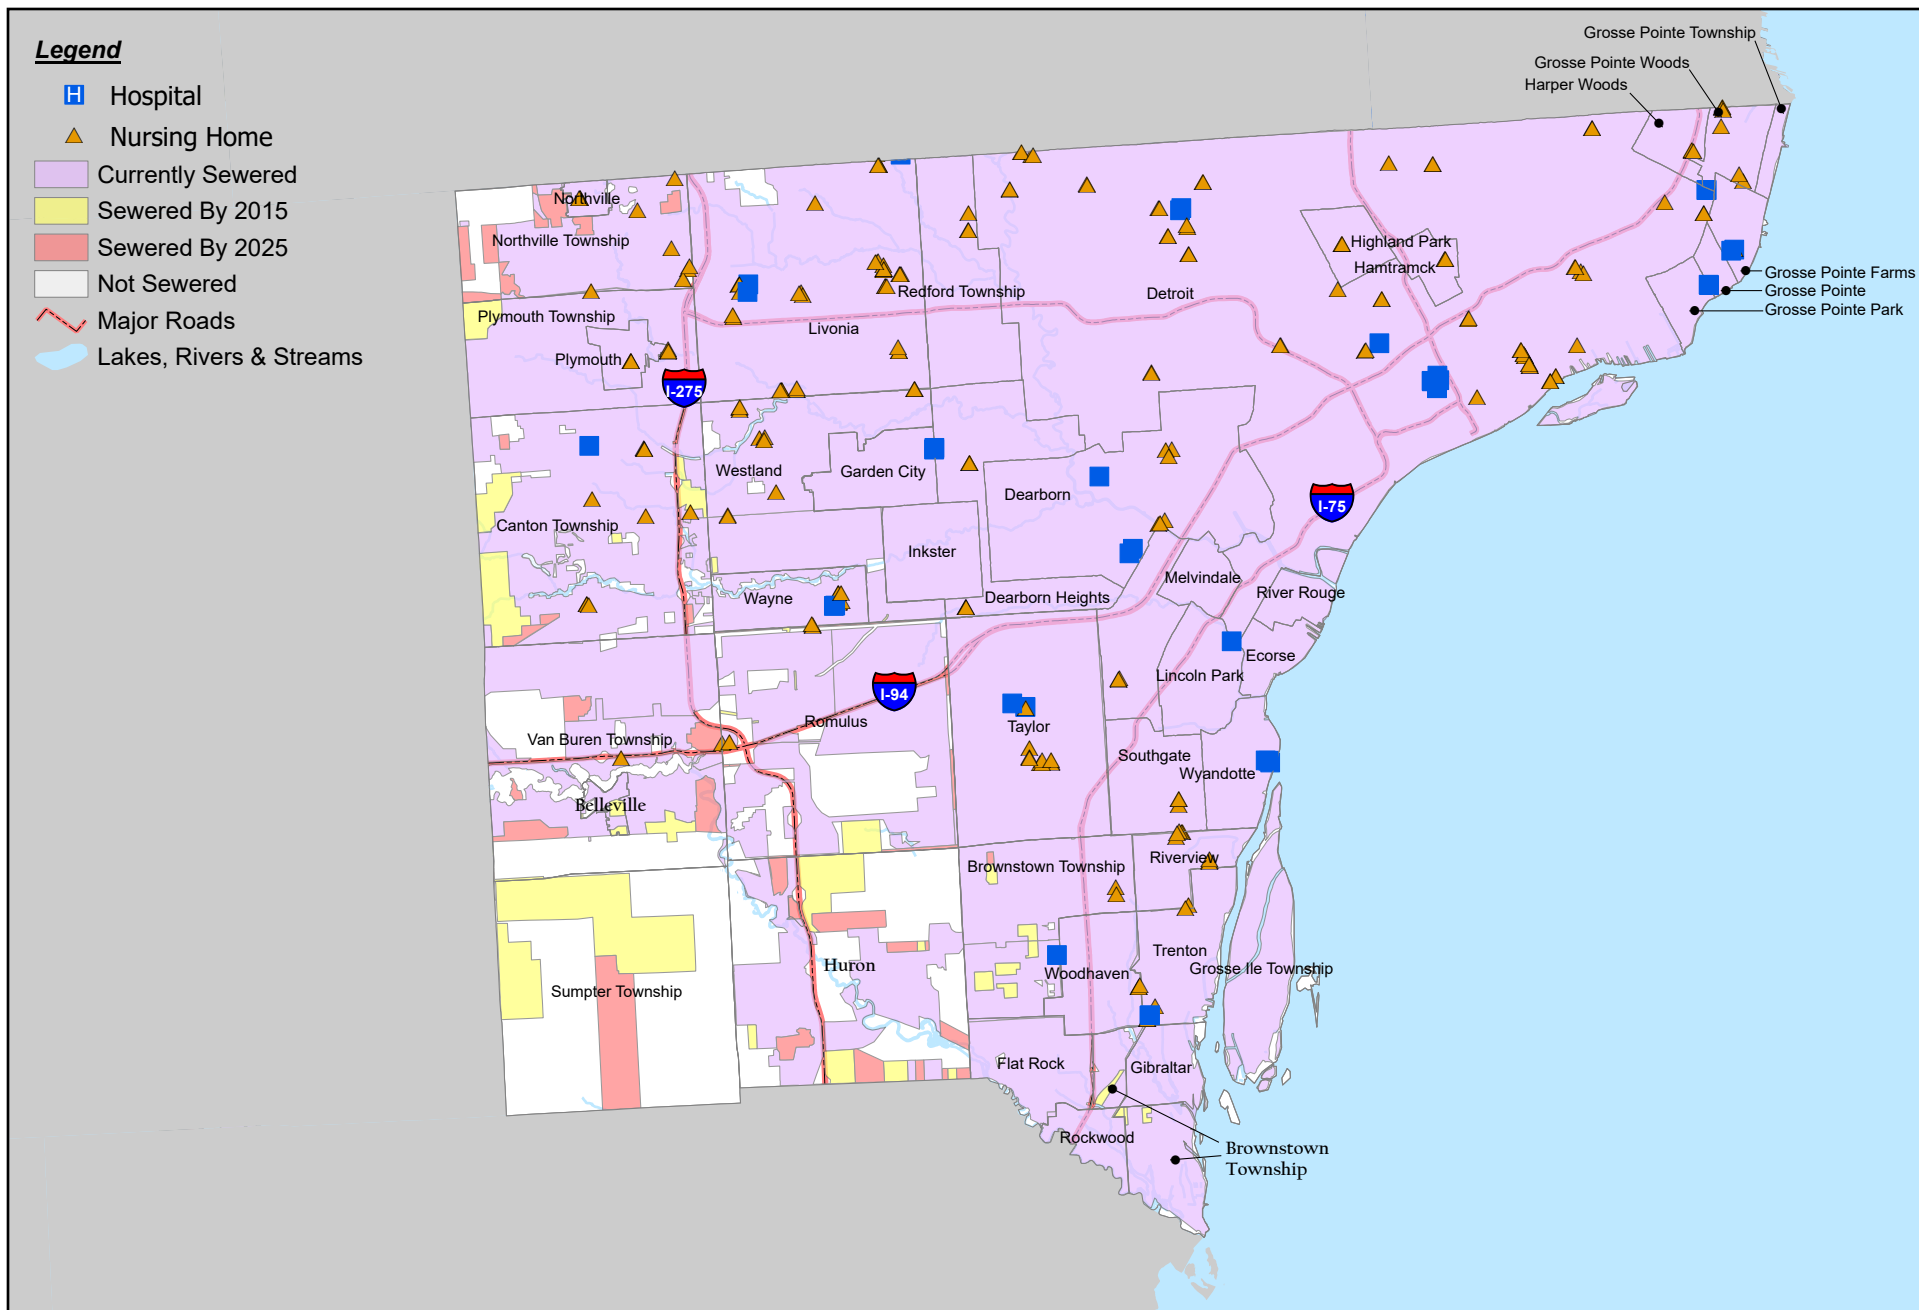 Legend
H Hospital
Nursing Home
Currently Sewered
Sewered By 2015
Sewered By 2025
Not Sewered
Major Roads
Lakes, Rivers & Streams
Grosse Pointe Township
Grosse Pointe Woods
Harper Woods
Northville
Northville Township
Highland Park
Hamtramck
Grosse Pointe Farms
Grosse Pointe
Grosse Pointe Park
Redford Township
Detroit
Plymouth Township
Livonia
Plymouth
I-275
Westland
Garden City
Dearborn
I-75
Canton Township
Inkster
Melvindale
River Rouge
Wayne
Dearborn Heights
Ecorse
Lincoln Park
I-94
Romulus
Taylor
Van Buren Township
Southgate
Wyandotte
Belleville
Brownstown Township
Riverview
Trenton
Huron
Woodhaven
Grosse Ile Township
Sumpter Township
Flat Rock
Gibraltar
Rockwood
Brownstown
Township